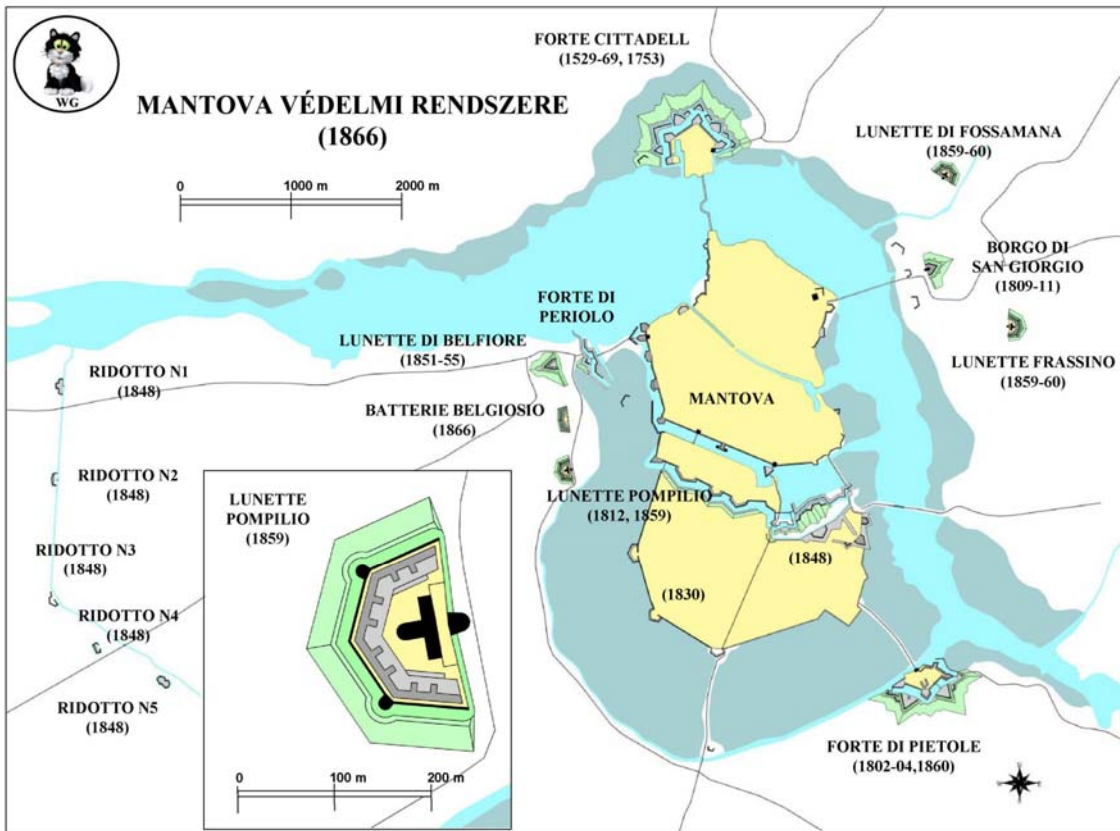 WG
MANTOVA VÉDELMI RENDSZERE
(1866)
0 1000 m 2000 m
FORTE CITTADELL
(1529-69, 1753)
LUNETTE DI FOSSAMANA
(1859-60)
BORGO DI
SAN GIORGIO
(1809-11)
LUNETTE FRASSINO
(1859-60)
FORTE DI
PERIOLO
LUNETTE DI BELFIORE
(1851-55)
BATTERIE BELGIOSIO
(1866)
MANTOVA
LUNETTE POMPILIO
(1812, 1859)
(1848)
(1830)
RIDOTTO N1
(1848)
RIDOTTO N2
(1848)
RIDOTTO N3
(1848)
RIDOTTO N4
(1848)
RIDOTTO N5
(1848)
LUNETTE
POMPILIO
(1859)
0 100 m 200 m
FORTE DI PIETOLE
(1802-04,1860)